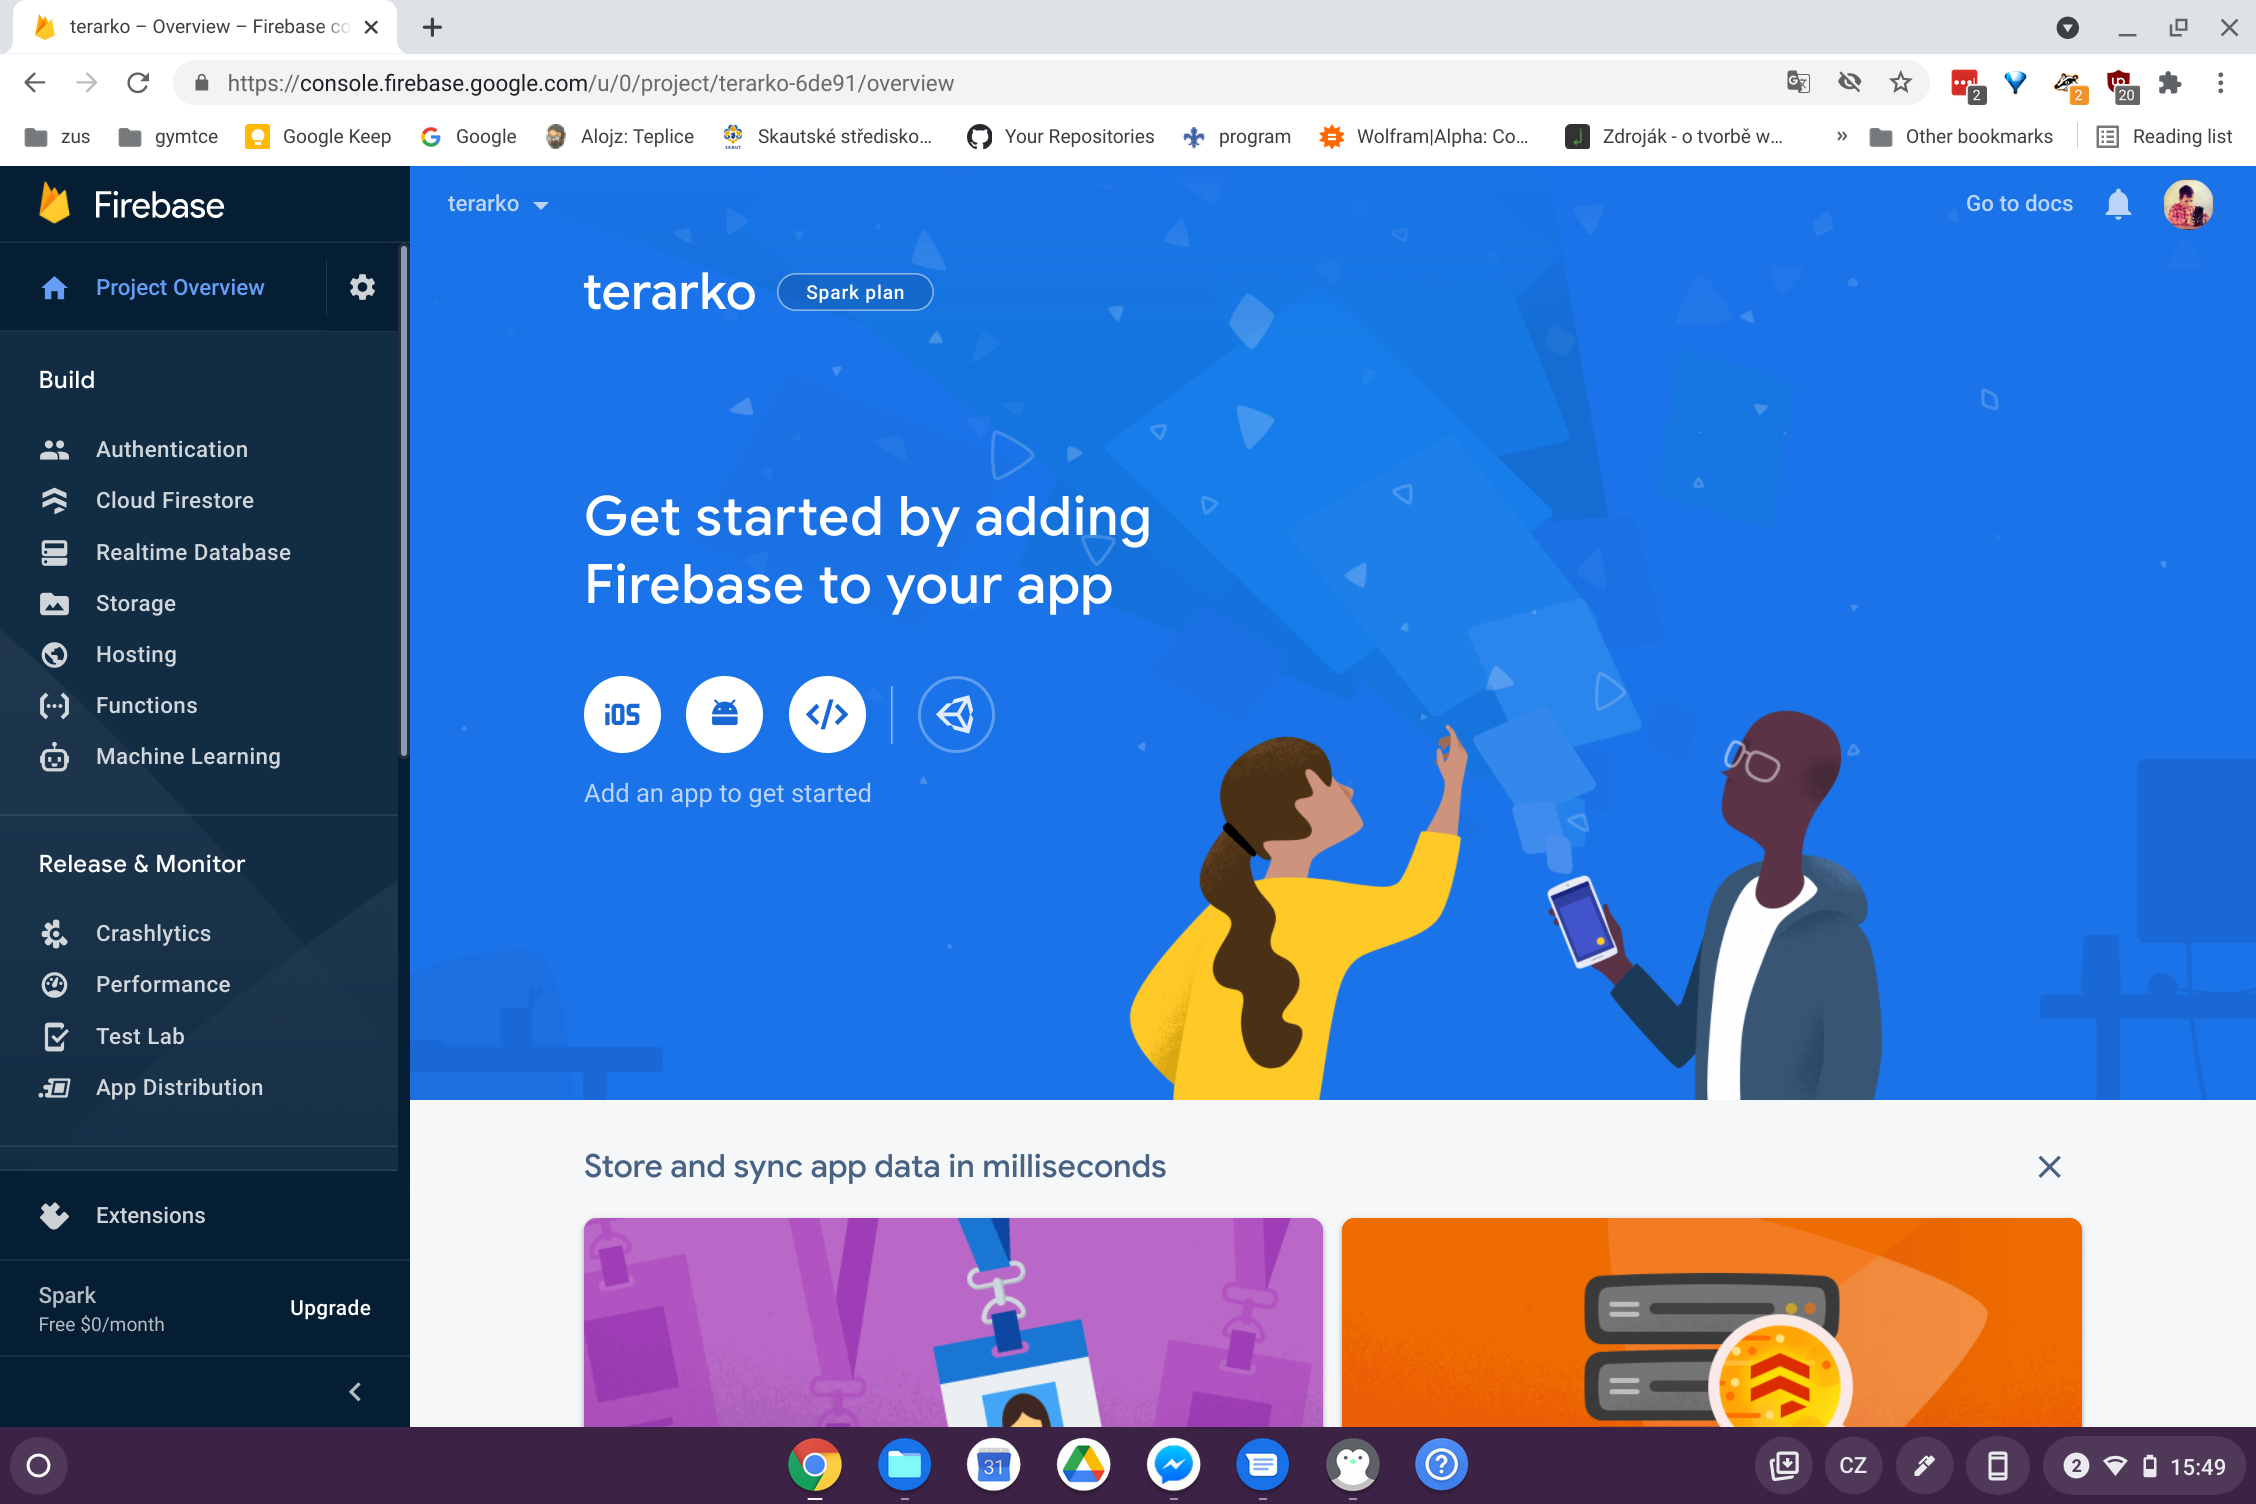 terarko – Overview – Firebase co
https://console.firebase.google.com/u/0/project/terarko-6de91/overview
2
2
20
zus
gymtce
Google Keep
Google
Alojz: Teplice
Skautské středisko...
Your Repositories
program
Wolfram|Alpha: Co...
Zdroják - o tvorbě w...
»
Other bookmarks
Reading list
Firebase
terarko
Go to docs
Project Overview
terarko
Spark plan
Build
Authentication
Cloud Firestore
Realtime Database
Storage
Hosting
Functions
Machine Learning
Get started by adding
Firebase to your app
iOS
Add an app to get started
Release & Monitor
Crashlytics
Performance
Test Lab
App Distribution
Extensions
Spark
Free $0/month
Upgrade
Store and sync app data in milliseconds
31
CZ
2
15:49